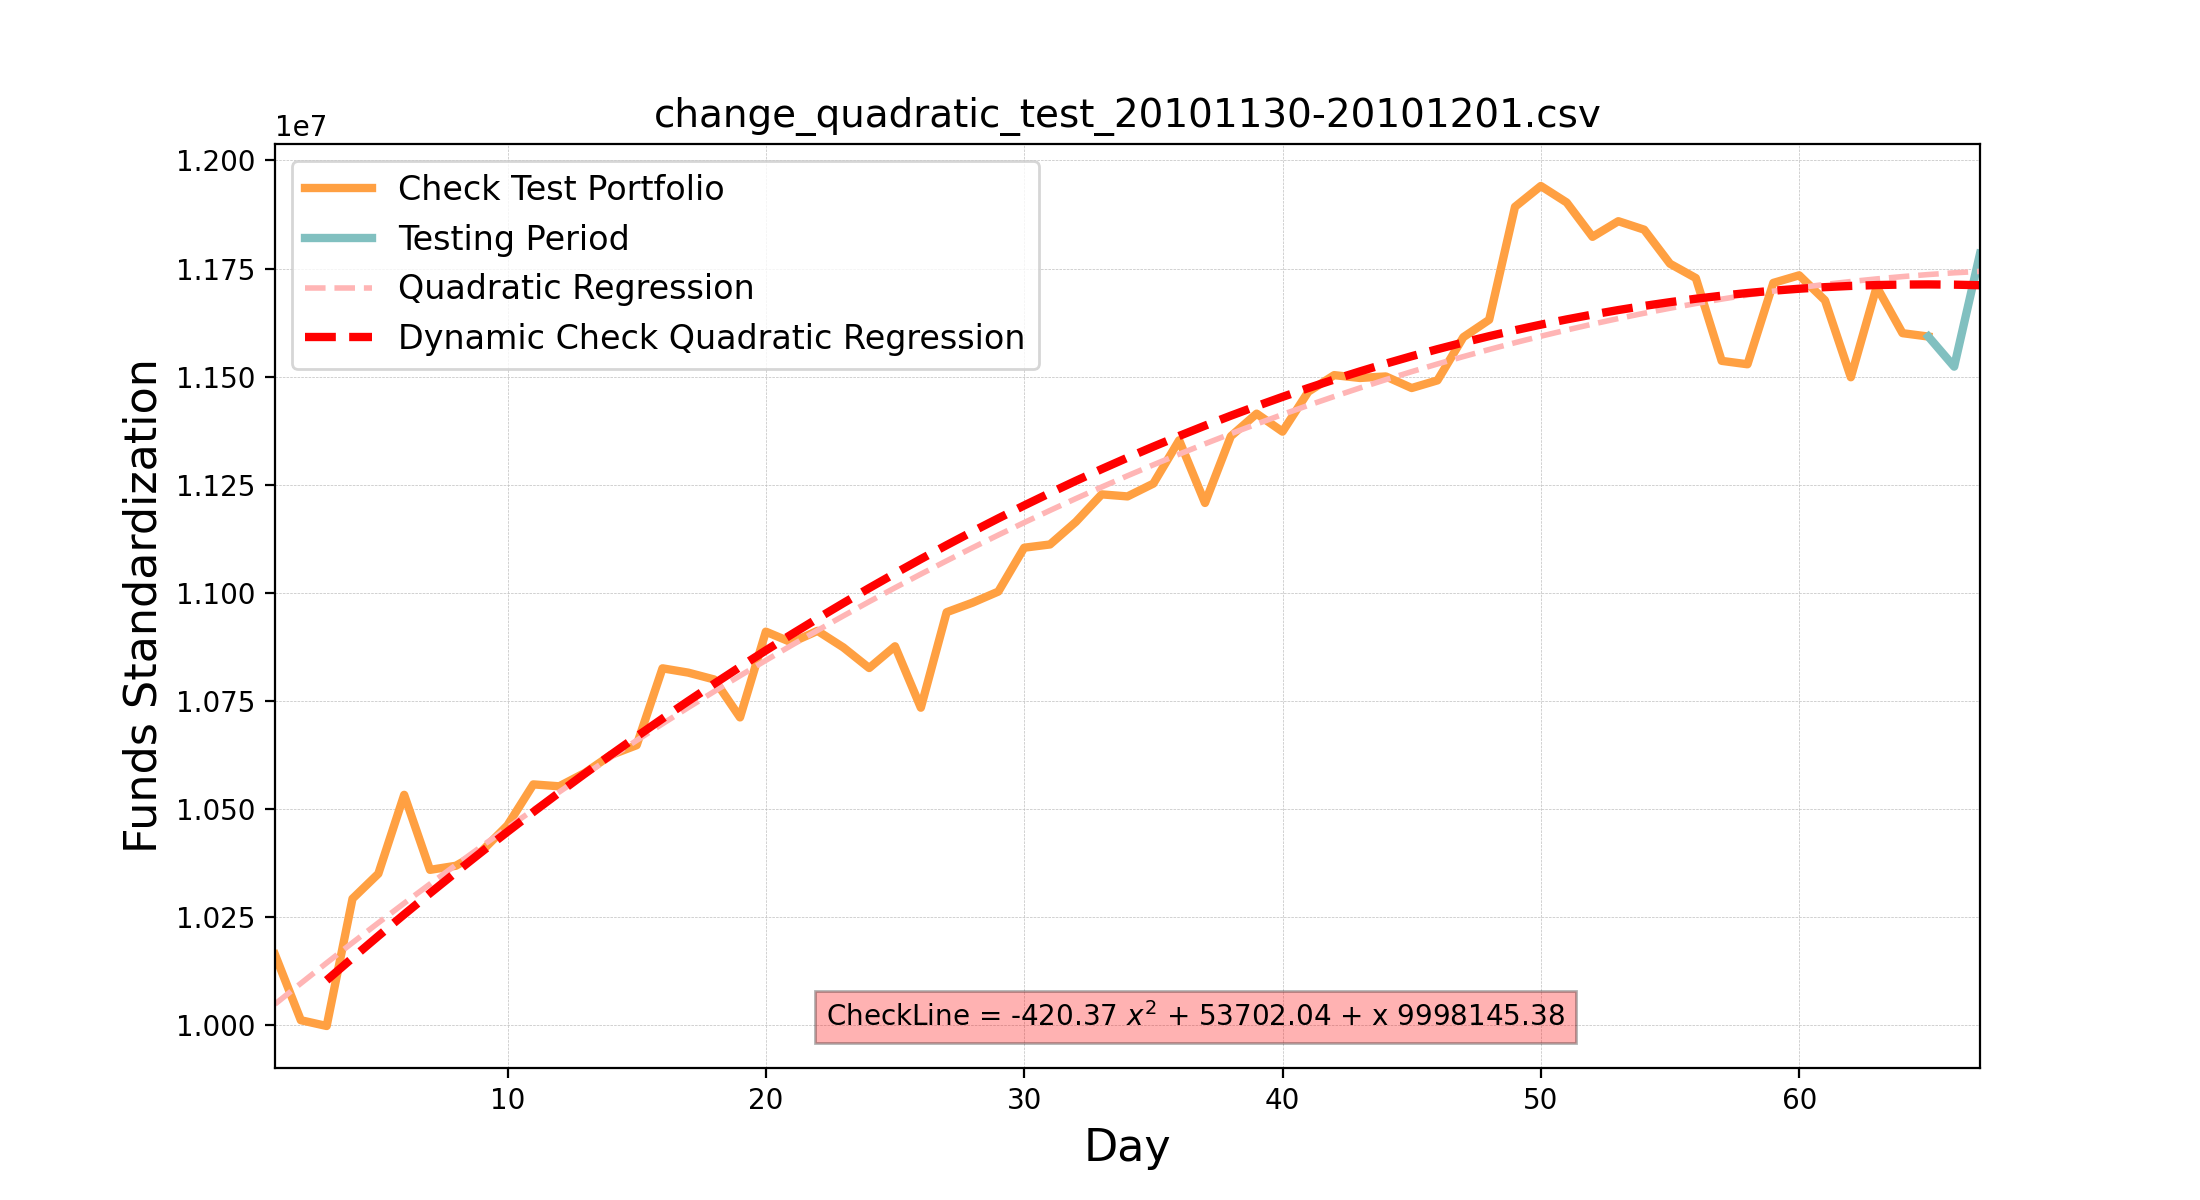 change_quadratic_test_20101130-20101201.csv
1e7
1.200
1.175
1.150
1.125
1.100
1.075
1.050
1.025
1.000
Funds Standardization
Check Test Portfolio
Testing Period
Quadratic Regression
Dynamic Check Quadratic Regression
CheckLine = -420.37 x² + 53702.04 + x 9998145.38
10 20 30 40 50 60
Day